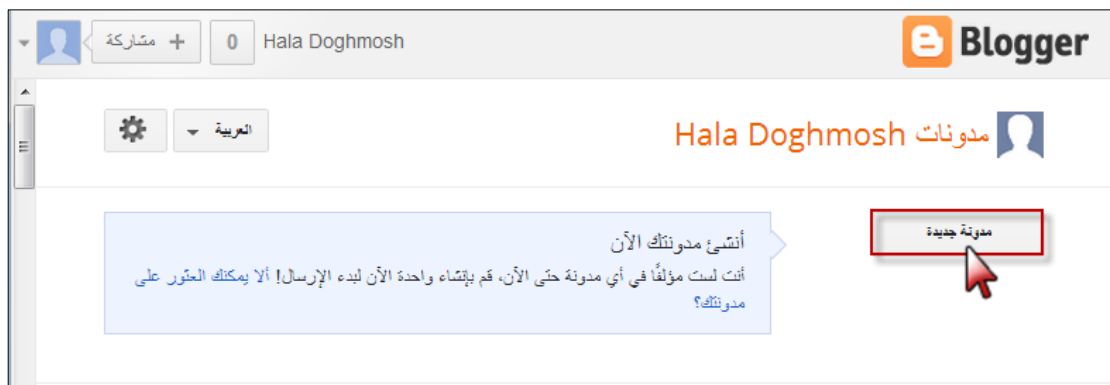 Blogger
Hala Doghmosh 0 + مشاركة
مدونات Hala Doghmosh
العربية
مدونة جديدة
أنشئ مدونتك الآن
أنت لست مؤلفًا في أي مدونة حتى الآن، قم بإنشاء واحدة الآن لبدء الإرسال! ألا يمكنك العثور على
مدونتك؟